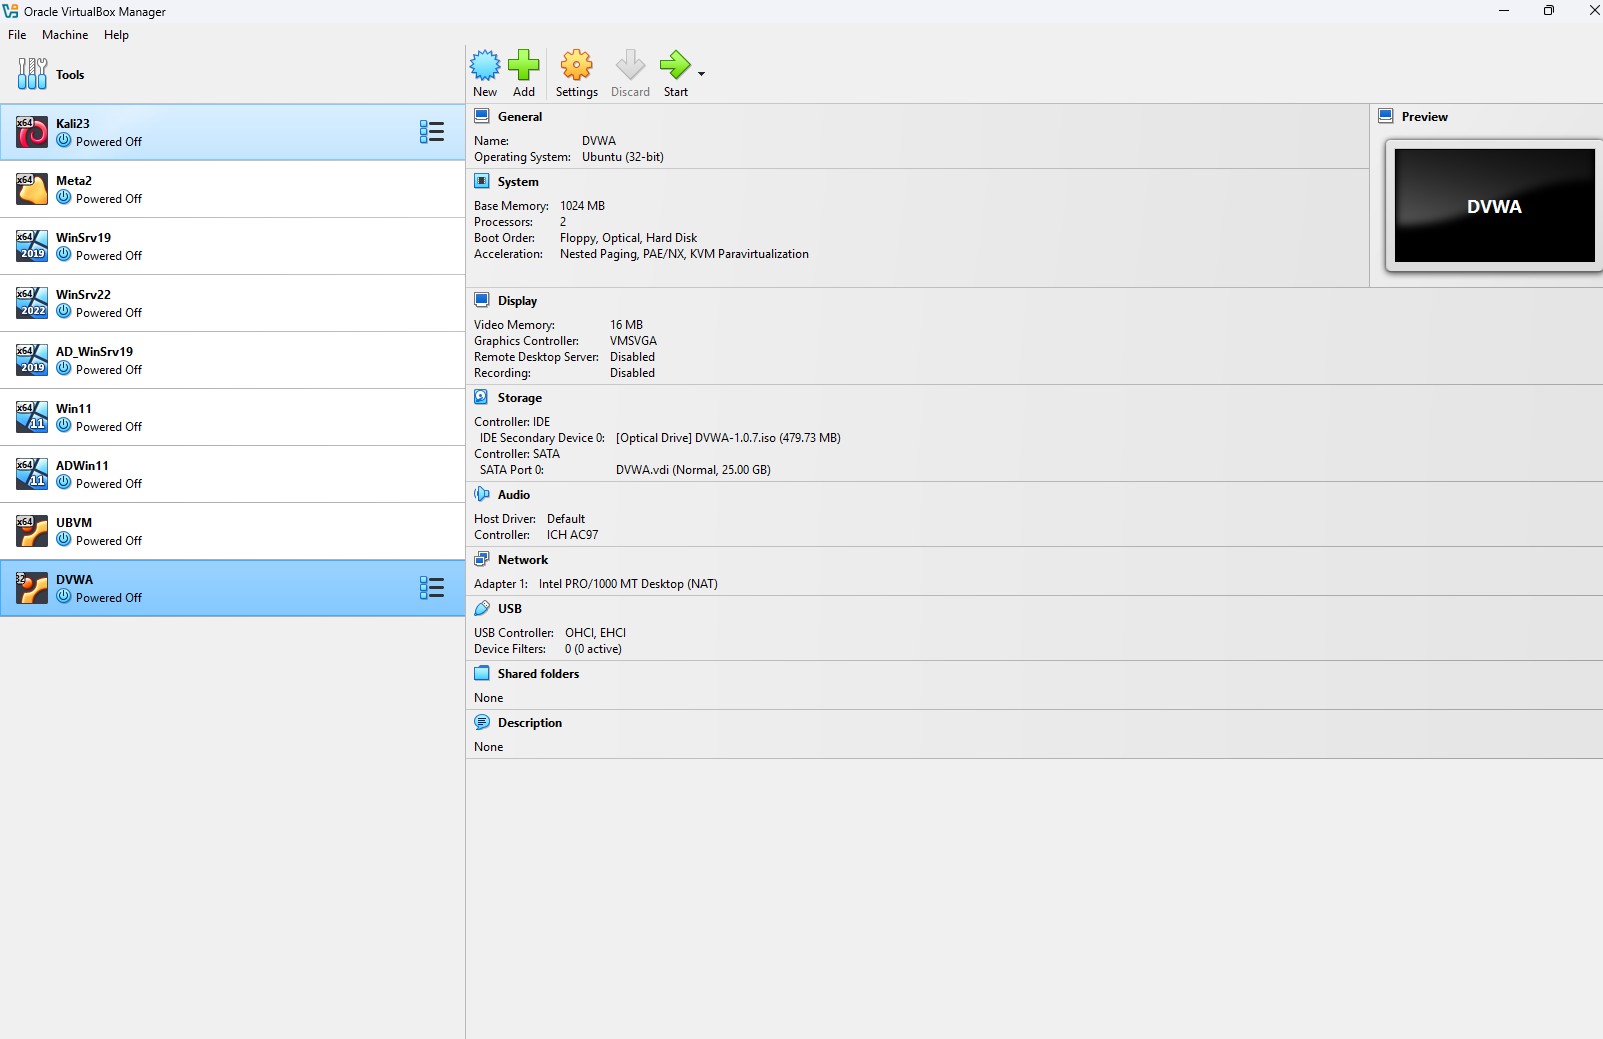 Oracle VirtualBox Manager
File Machine Help
Tools
x64 Kali23
Powered Off
x64 Meta2
Powered Off
x64 2019 WinSrv19
Powered Off
x64 2022 WinSrv22
Powered Off
x64 2019 AD_WinSrv19
Powered Off
x64 11 Win11
Powered Off
x64 11 ADWin11
Powered Off
x64 UBVM
Powered Off
32 DVWA
Powered Off
New Add Settings Discard Start
General
Name: DVWA
Operating System: Ubuntu (32-bit)
System
Base Memory: 1024 MB
Processors: 2
Boot Order: Floppy, Optical, Hard Disk
Acceleration: Nested Paging, PAE/NX, KVM Paravirtualization
Preview
DVWA
Display
Video Memory: 16 MB
Graphics Controller: VMSVGA
Remote Desktop Server: Disabled
Recording: Disabled
Storage
Controller: IDE
IDE Secondary Device 0: [Optical Drive] DVWA-1.0.7.iso (479.73 MB)
Controller: SATA
SATA Port 0: DVWA.vdi (Normal, 25.00 GB)
Audio
Host Driver: Default
Controller: ICH AC97
Network
Adapter 1: Intel PRO/1000 MT Desktop (NAT)
USB
USB Controller: OHCI, EHCI
Device Filters: 0 (0 active)
Shared folders
None
Description
None